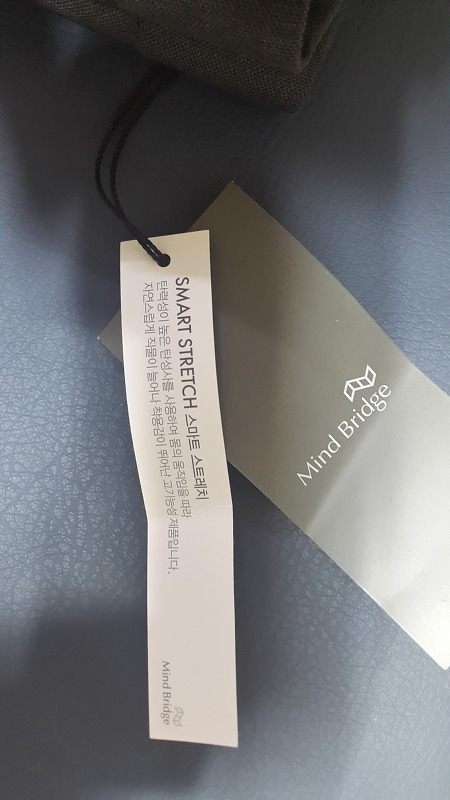 SMART STRETCH 스마트 스트레치
탄력성이 높은 탄성사를 사용하여 몸의 움직임을 따라
자연스럽게 직물이 늘어나 착용감이 뛰어난 고기능성 제품입니다.
Mind Bridge
Mind Bridge